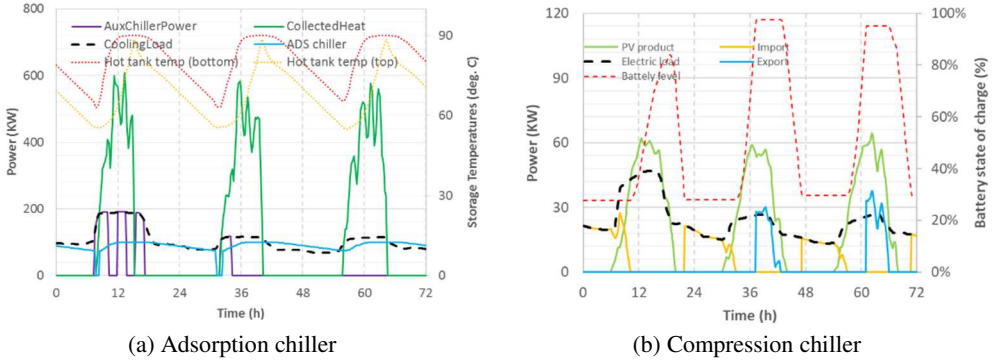 AuxChillerPower
CollectedHeat
CoolingLoad
ADS chiller
Hot tank temp (bottom)
Hot tank temp (top)
800
600
400
200
0
Power (KW)
90
60
30
0
Storage Temperatures (deg. C)
0 12 24 36 48 60 72
Time (h)
(a) Adsorption chiller
PV product
Import
Electric load
Export
Battely level
120
90
60
30
0
Power (KW)
100%
80%
60%
40%
20%
0%
Battery state of charge (%)
0 12 24 36 48 60 72
Time (h)
(b) Compression chiller